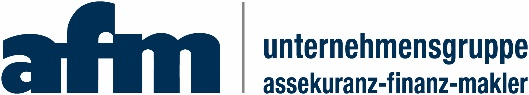 afm
unternehmensgruppe
assekuranz-finanz-makler